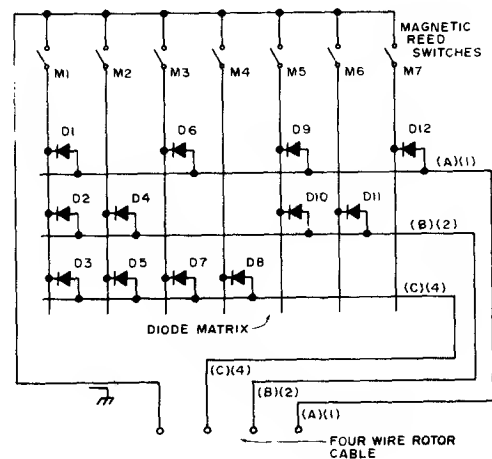 MAGNETIC
REED
SWITCHES
M1 M2 M3 M4 M5 M6 M7
D1 D6 D9 D12
(A)(1)
D2 D4 D10 D11
(B)(2)
D3 D5 D7 D8
(C)(4)
DIODE MATRIX
(C)(4)
(B)(2)
(A)(1)
FOUR WIRE ROTOR
CABLE